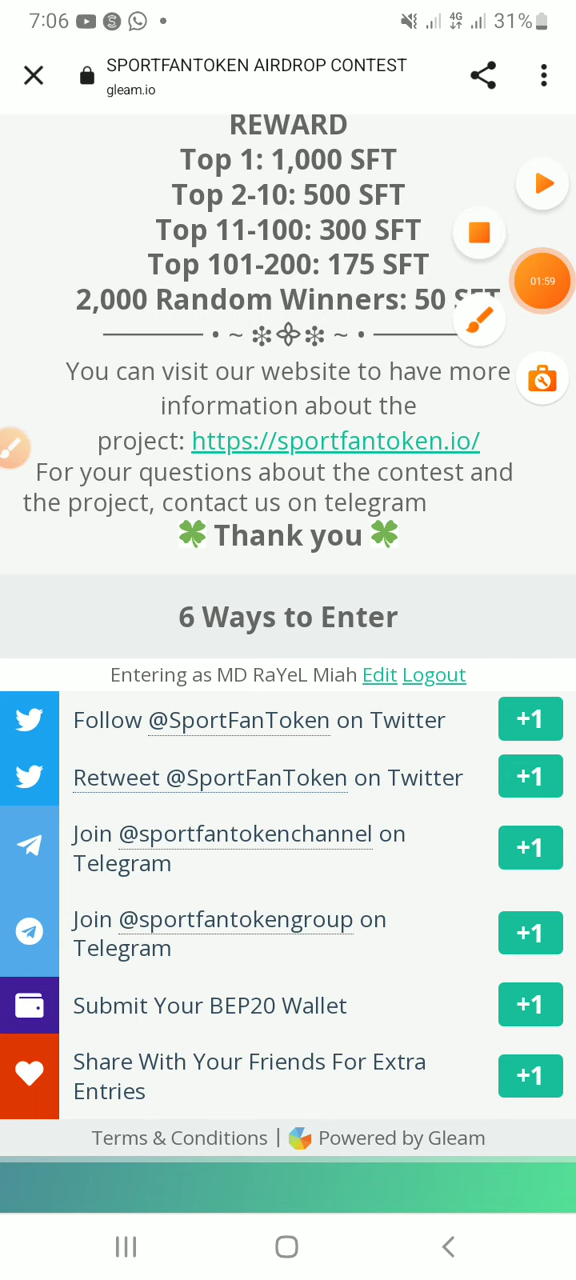 7:06
4G
31%
SPORTFANTOKEN AIRDROP CONTEST
gleam.io
REWARD
Top 1: 1,000 SFT
Top 2-10: 500 SFT
Top 11-100: 300 SFT
Top 101-200: 175 SFT
01:59
2,000 Random Winners: 50 SFT
You can visit our website to have more
information about the
project: https://sportfantoken.io/
For your questions about the contest and
the project, contact us on telegram
🍀 Thank you 🍀
6 Ways to Enter
Entering as MD RaYeL Miah Edit Logout
Follow @SportFanToken on Twitter +1
Retweet @SportFanToken on Twitter +1
Join @sportfantokenchannel on
Telegram
+1
Join @sportfantokengroup on
Telegram
+1
Submit Your BEP20 Wallet +1
Share With Your Friends For Extra
Entries
+1
Terms & Conditions | Powered by Gleam